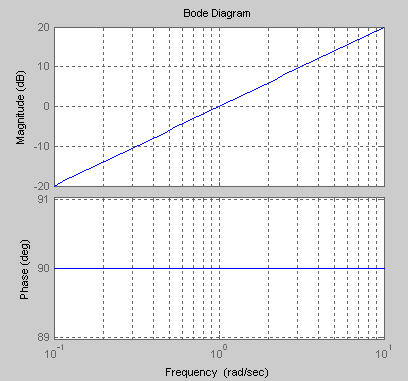 Bode Diagram
20
10
0
-10
-20
Magnitude (dB)
91
90
89
Phase (deg)
10^-1
10^0
10^1
Frequency (rad/sec)